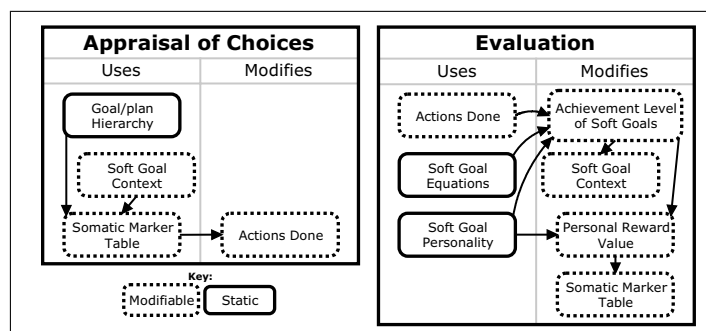 Appraisal of Choices
Uses
Modifies
Goal/plan
Hierarchy
Soft Goal
Context
Somatic Marker
Table
Actions Done
Key:
Modifiable
Static
Evaluation
Uses
Modifies
Actions Done
Achievement Level
of Soft Goals
Soft Goal
Equations
Soft Goal
Context
Soft Goal
Personality
Personal Reward
Value
Somatic Marker
Table